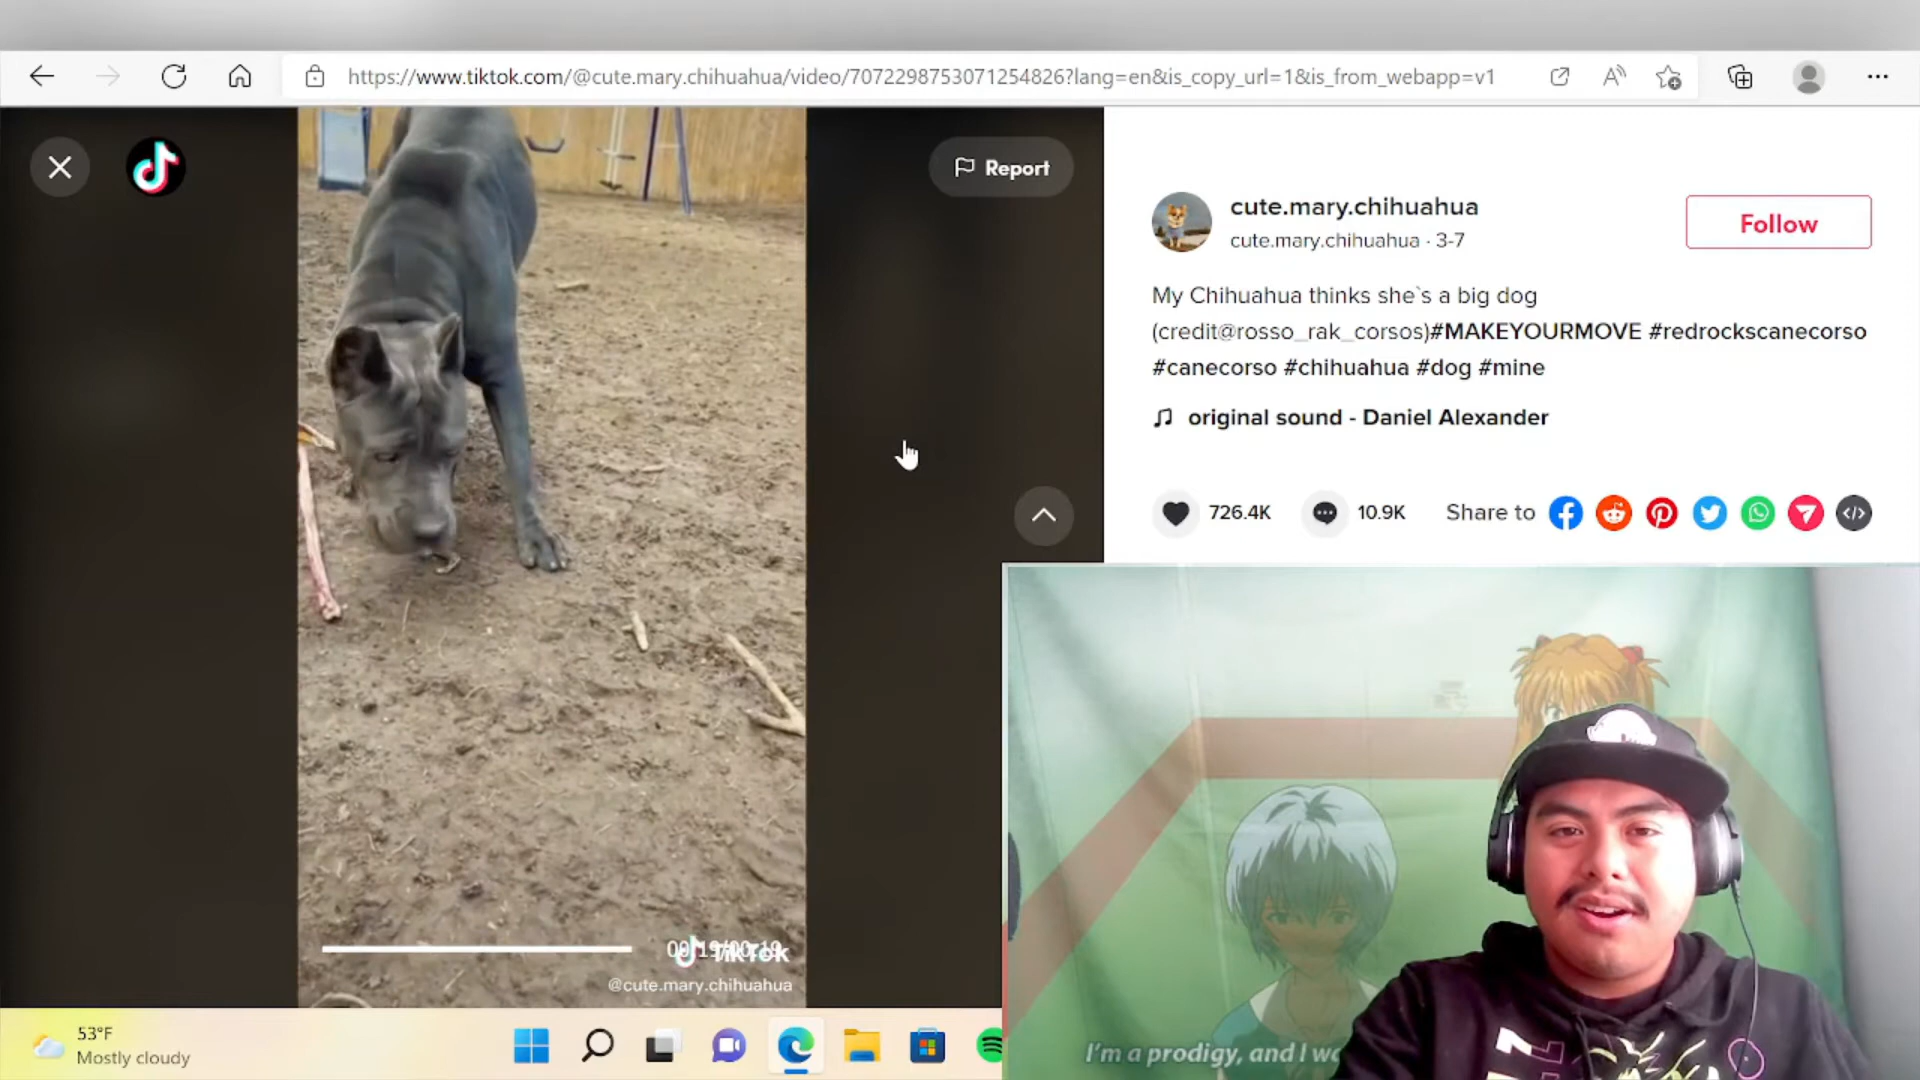 https://www.tiktok.com/@cute.mary.chihuahua/video/7072298753071254826?lang=en&is_copy_url=1&is_from_webapp=v1
Report
cute.mary.chihuahua
cute.mary.chihuahua · 3-7
Follow
My Chihuahua thinks she`s a big dog
(credit@rosso_rak_corsos)#MAKEYOURMOVE #redrockscanecorso
#canecorso #chihuahua #dog #mine
original sound - Daniel Alexander
726.4K
10.9K
Share to
TikTok
@cute.mary.chihuahua
53°F
Mostly cloudy
I'm a prodigy, and I